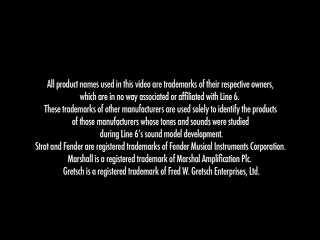 All product names used in this video are trademarks of their respective owners,
which are in no way associated or affiliated with Line 6.
These trademarks of other manufacturers are used solely to identify the products
of those manufacturers whose tones and sounds were studied
during Line 6's sound model development.
Strat and Fender are registered trademarks of Fender Musical Instruments Corporation.
Marshall is a registered trademark of Marshal Amplification Plc.
Gretsch is a registered trademark of Fred W. Gretsch Enterprises, Ltd.